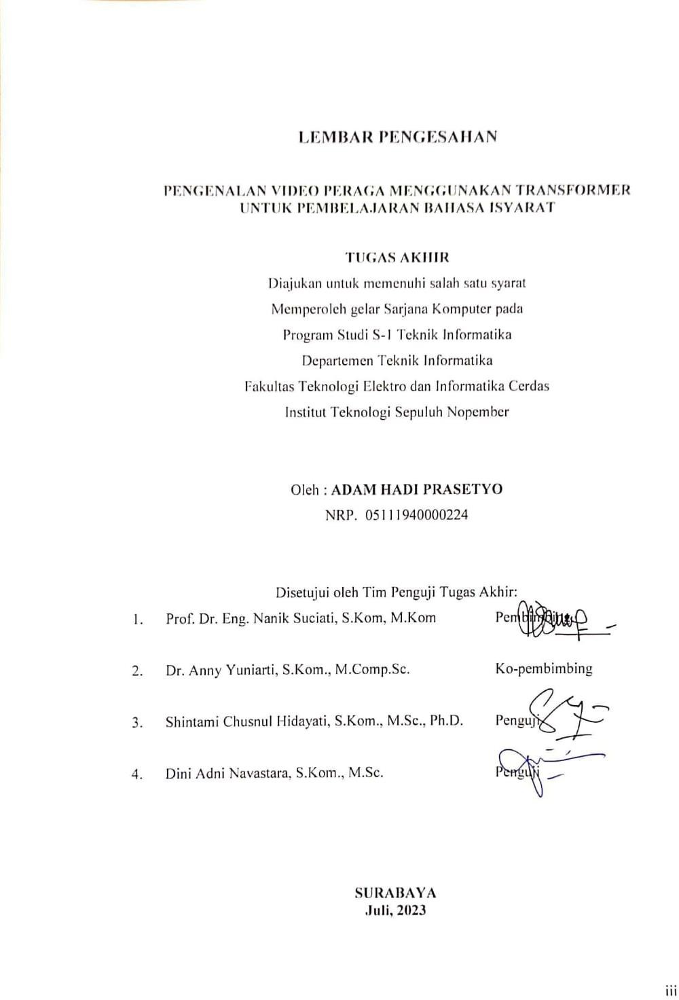 LEMBAR PENGESAHAN
PENGENALAN VIDEO PERAGA MENGGUNAKAN TRANSFORMER
UNTUK PEMBELAJARAN BAHASA ISYARAT
TUGAS AKHIR
Diajukan untuk memenuhi salah satu syarat
Memperoleh gelar Sarjana Komputer pada
Program Studi S-1 Teknik Informatika
Departemen Teknik Informatika
Fakultas Teknologi Elektro dan Informatika Cerdas
Institut Teknologi Sepuluh Nopember
Oleh : ADAM HADI PRASETYO
NRP. 05111940000224
Disetujui oleh Tim Penguji Tugas Akhir:
1. Prof. Dr. Eng. Nanik Suciati, S.Kom, M.Kom Pembimbing
2. Dr. Anny Yuniarti, S.Kom., M.Comp.Sc. Ko-pembimbing
3. Shintami Chusnul Hidayati, S.Kom., M.Sc., Ph.D. Penguji
4. Dini Adni Navastara, S.Kom., M.Sc. Penguji
SURABAYA
Juli, 2023
iii